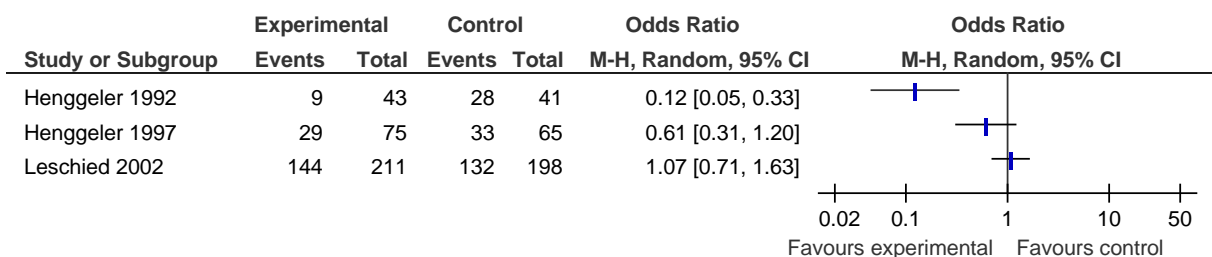 Experimental Control Odds Ratio Odds Ratio
Study or Subgroup Events Total Events Total M-H, Random, 95% CI M-H, Random, 95% CI
Henggeler 1992 9 43 28 41 0.12 [0.05, 0.33]
Henggeler 1997 29 75 33 65 0.61 [0.31, 1.20]
Leschied 2002 144 211 132 198 1.07 [0.71, 1.63]
0.02 0.1 1 10 50
Favours experimental Favours control